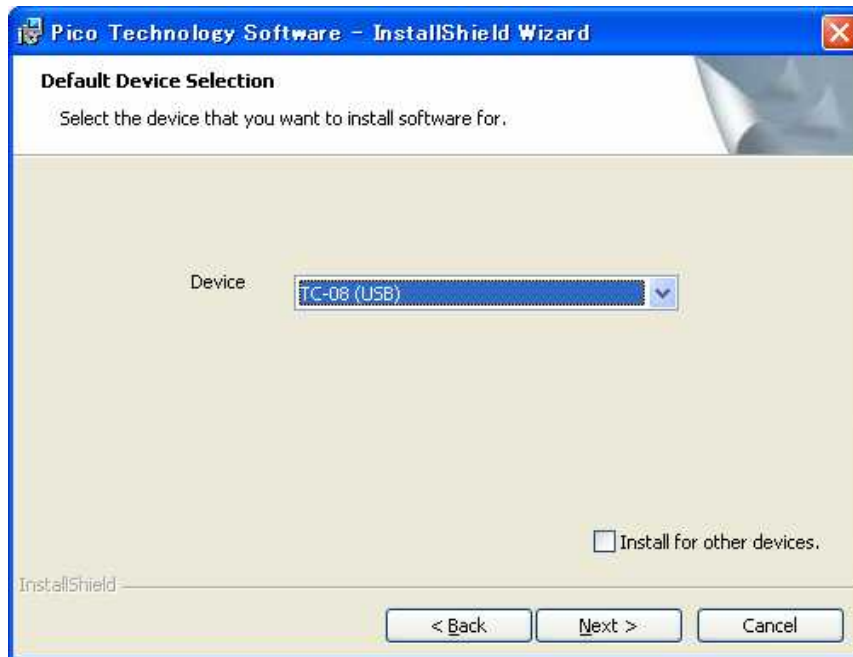 Pico Technology Software - InstallShield Wizard
Default Device Selection
Select the device that you want to install software for.
Device
TC-08 (USB)
Install for other devices.
InstallShield
< Back
Next >
Cancel